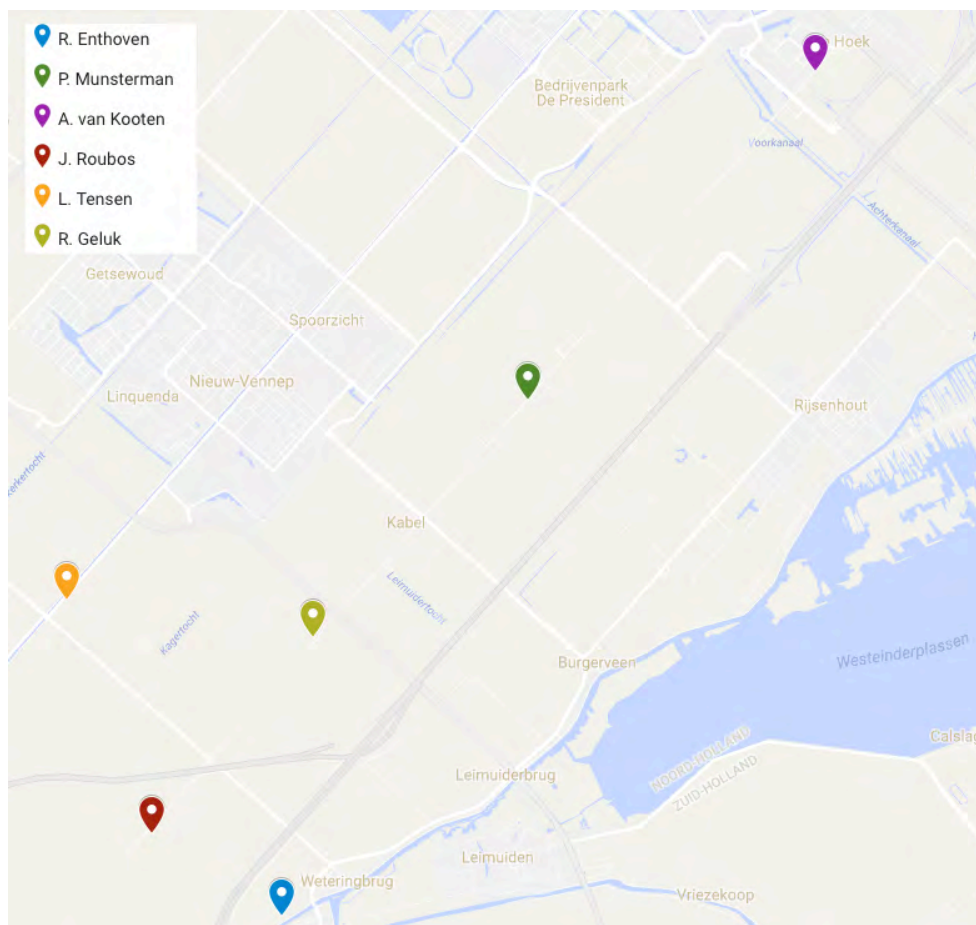 R. Enthoven
P. Munsterman
A. van Kooten
J. Roubos
L. Tensen
R. Geluk
Hoek
Bedrijvenpark
De President
Voorkanaal
Achterkanaal
Getsewoud
Spoorzicht
Nieuw-Vennep
Linquenda
Rijsenhout
kerkertocht
Kabel
Leimuidertocht
Kagertocht
Burgerveen
Westeinderplassen
NOORD-HOLLAND
ZUID-HOLLAND
Calslag
Leimuiderbrug
Leimuiden
Weteringbrug
Vriezekoop